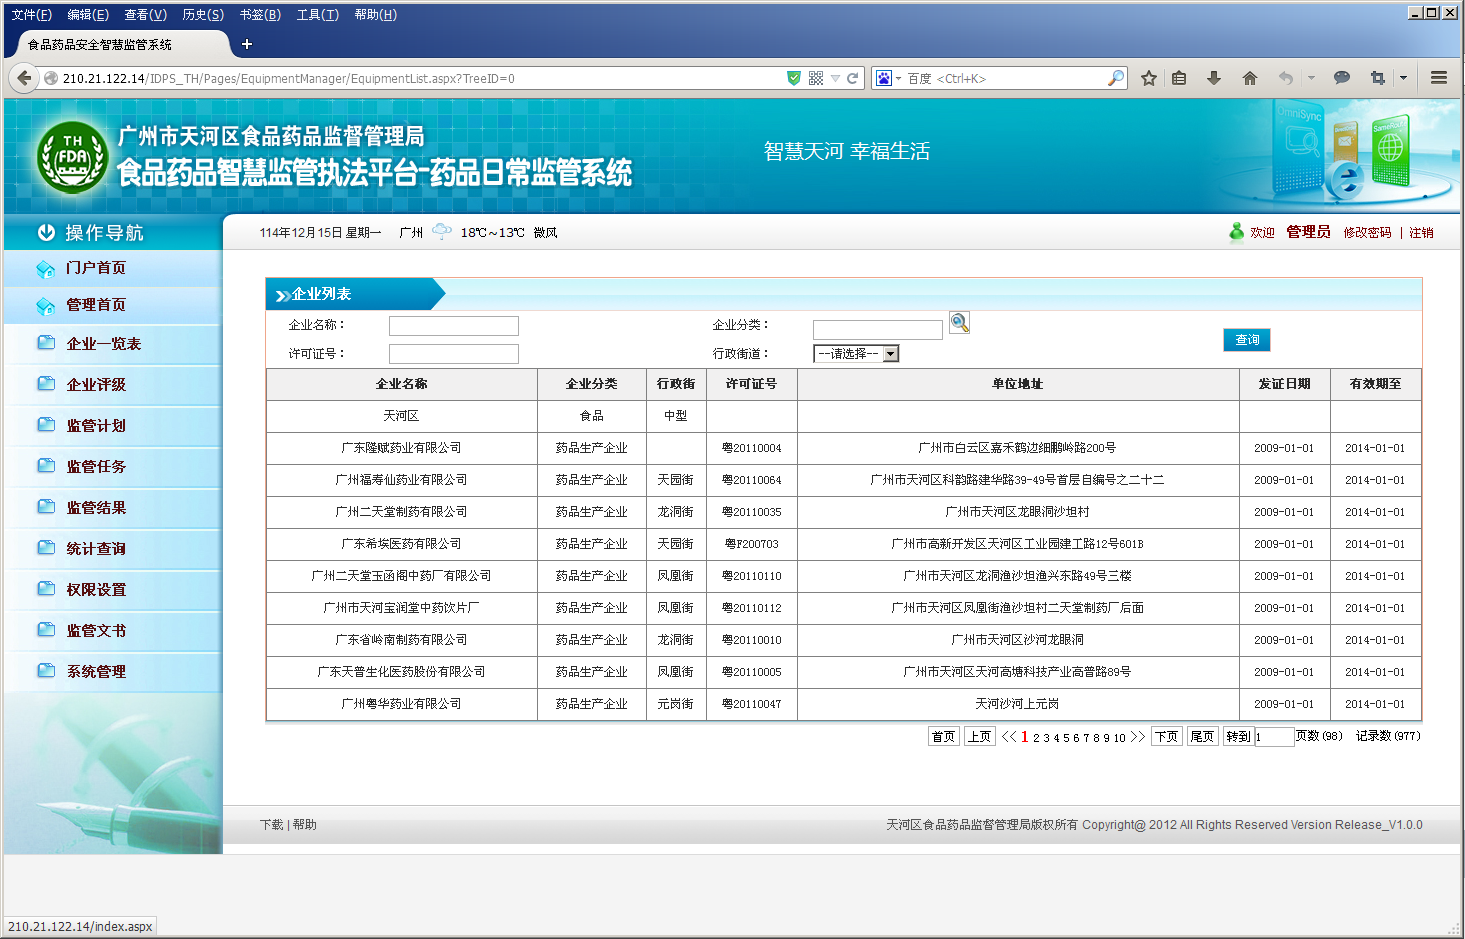 文件(F) 编辑(E) 查看(V) 历史(S) 书签(B) 工具(T) 帮助(H)
食品药品安全智慧监管系统
210.21.122.14/IDPS_TH/Pages/EquipmentManager/EquipmentList.aspx?TreeID=0
百度 <Ctrl+K>
TH
FDA
广州市天河区食品药品监督管理局
食品药品智慧监管执法平台-药品日常监管系统
智慧天河 幸福生活
OmniSync
操作导航
114年12月15日 星期一 广州 18℃~13℃ 微风
欢迎 管理员 修改密码 | 注销
门户首页
管理首页
企业一览表
企业评级
监管计划
监管任务
监管结果
统计查询
权限设置
监管文书
系统管理
企业列表
企业名称： 企业分类：
许可证号： 行政街道： --请选择--
查询
企业名称 企业分类 行政街 许可证号 单位地址 发证日期 有效期至
天河区 食品 中型
广东隆赋药业有限公司 药品生产企业 粤20110004 广州市白云区嘉禾鹤边细鹏岭路200号 2009-01-01 2014-01-01
广州福寿仙药业有限公司 药品生产企业 天园街 粤20110064 广州市天河区科韵路建华路39-49号首层自编号之二十二 2009-01-01 2014-01-01
广州二天堂制药有限公司 药品生产企业 龙洞街 粤20110035 广州市天河区龙眼洞沙坦村 2009-01-01 2014-01-01
广东希埃医药有限公司 药品生产企业 天园街 粤F200703 广州市高新开发区天河区工业园建工路12号601B 2009-01-01 2014-01-01
广州二天堂玉函阁中药厂有限公司 药品生产企业 凤凰街 粤20110110 广州市天河区龙洞渔沙坦渔兴东路49号三楼 2009-01-01 2014-01-01
广州市天河宝润堂中药饮片厂 药品生产企业 凤凰街 粤20110112 广州市天河区凤凰街渔沙坦村二天堂制药厂后面 2009-01-01 2014-01-01
广东省岭南制药有限公司 药品生产企业 龙洞街 粤20110010 广州市天河区沙河龙眼洞 2009-01-01 2014-01-01
广东天普生化医药股份有限公司 药品生产企业 凤凰街 粤20110005 广州市天河区天河高塘科技产业高普路89号 2009-01-01 2014-01-01
广州粤华药业有限公司 药品生产企业 元岗街 粤20110047 天河沙河上元岗 2009-01-01 2014-01-01
首页 上页 << 1 2 3 4 5 6 7 8 9 10 >> 下页 尾页 转到 1 页数(98) 记录数(977)
下载 | 帮助
天河区食品药品监督管理局版权所有 Copyright@ 2012 All Rights Reserved Version Release_V1.0.0
210.21.122.14/index.aspx